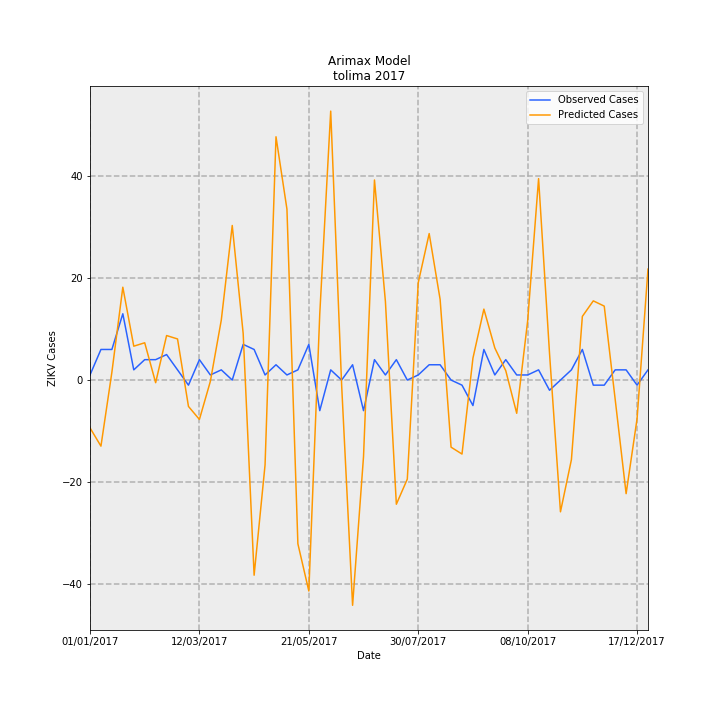 Arimax Model
tolima 2017
Observed Cases
Predicted Cases
ZIKV Cases
40
20
0
−20
−40
01/01/2017
12/03/2017
21/05/2017
30/07/2017
08/10/2017
17/12/2017
Date